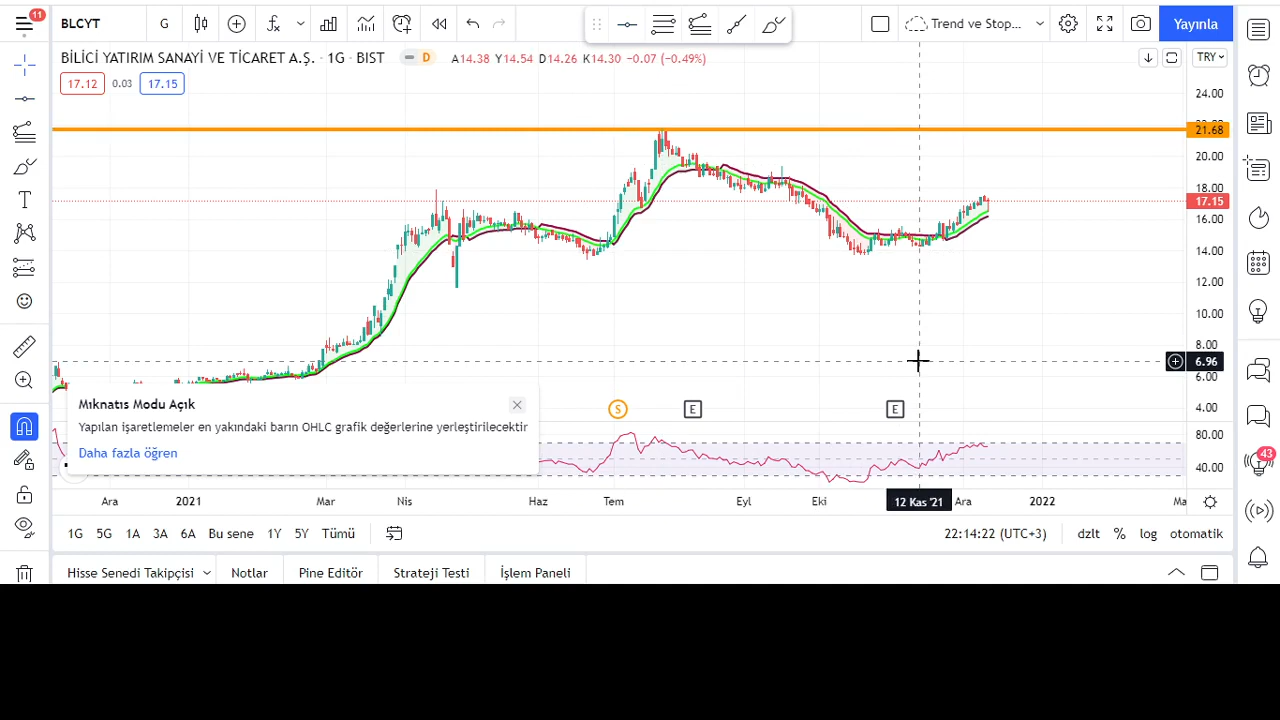 11
BLCYT
G
Trend ve Stop...
Yayınla
BİLİCİ YATIRIM SANAYİ VE TİCARET A.Ş. · 1G · BIST
D
A14.38 Y14.54 D14.26 K14.30 −0.07 (−0.49%)
TRY
17.12
0.03
17.15
24.00
21.68
20.00
18.00
17.15
16.00
14.00
12.00
10.00
8.00
6.96
6.00
4.00
S
E
E
80.00
40.00
Mıknatıs Modu Açık
Yapılan işaretlemeler en yakındaki barın OHLC grafik değerlerine yerleştirilecektir
Daha fazla öğren
43
Ara
2021
Mar
Nis
Haz
Tem
Eyl
Eki
12 Kas '21
Ara
2022
Ma
1G 5G 1A 3A 6A Bu sene 1Y 5Y Tümü
22:14:22 (UTC+3)
dzlt % log otomatik
Hisse Senedi Takipçisi
Notlar
Pine Editör
Strateji Testi
İşlem Paneli